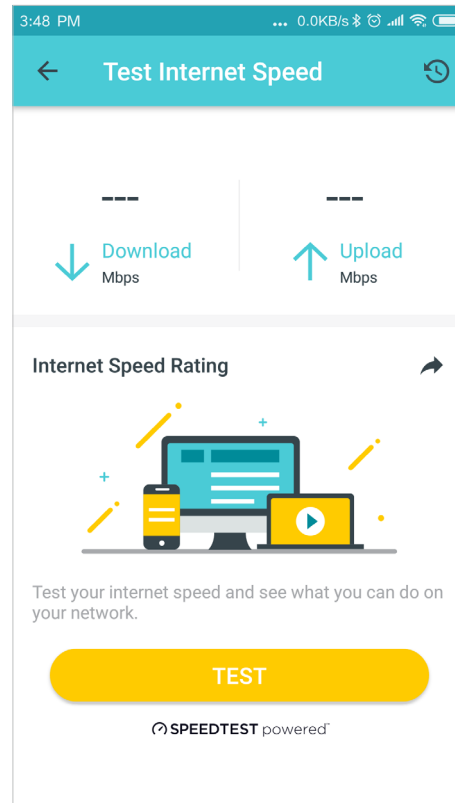 3:48 PM ... 0.0KB/s
Test Internet Speed
--- ---
Download Upload
Mbps Mbps
Internet Speed Rating
Test your internet speed and see what you can do on
your network.
TEST
SPEEDTEST powered™